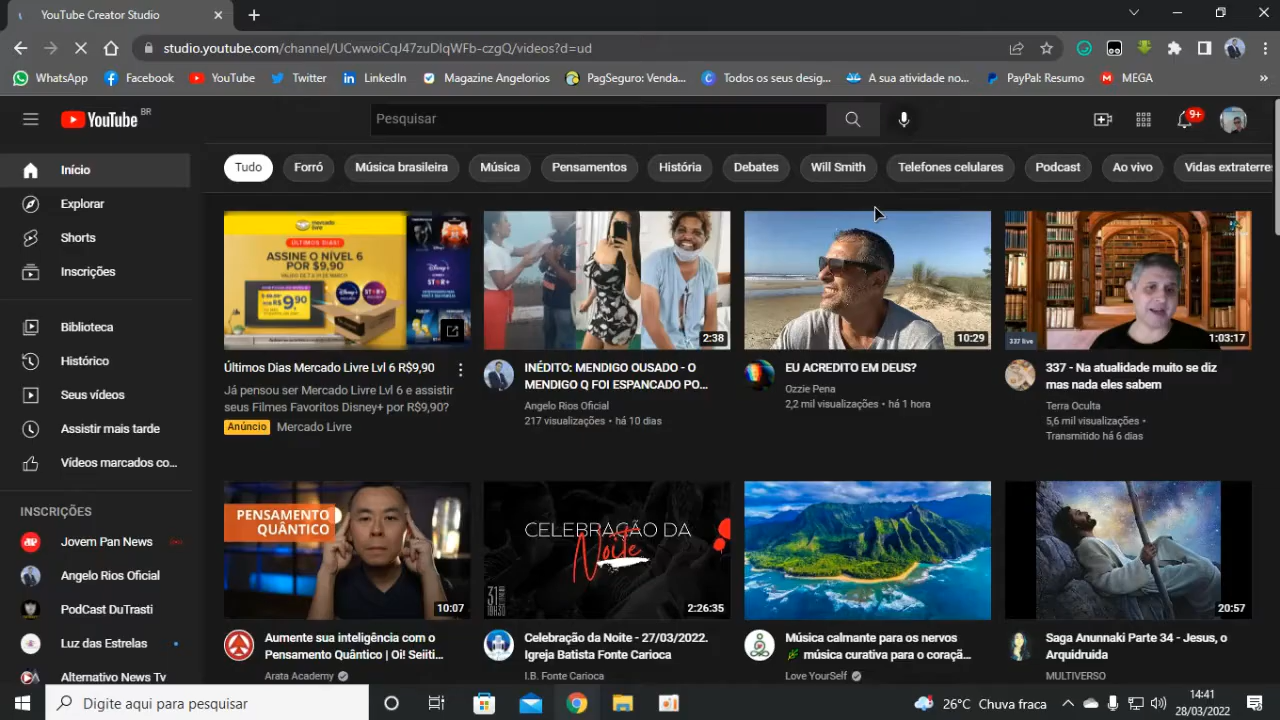 YouTube Creator Studio
studio.youtube.com/channel/UCwwoiCqJ47zuDlqWFb-czgQ/videos?d=ud
WhatsApp
Facebook
YouTube
Twitter
LinkedIn
Magazine Angelorios
PagSeguro: Venda...
Todos os seus desig...
A sua atividade no...
PayPal: Resumo
MEGA
YouTube BR
Pesquisar
9+
Início
Explorar
Shorts
Inscrições
Biblioteca
Histórico
Seus vídeos
Assistir mais tarde
Vídeos marcados co...
INSCRIÇÕES
Jovem Pan News
Angelo Rios Oficial
PodCast DuTrasti
Luz das Estrelas
Alternativo News Tv
Tudo
Forró
Música brasileira
Música
Pensamentos
História
Debates
Will Smith
Telefones celulares
Podcast
Ao vivo
Vidas extraterre
mercado livre
ÚLTIMOS DIAS!
ASSINE O NÍVEL 6
POR $9,90
9,90
Disney+
STAR+
Últimos Dias Mercado Livre Lvl 6 R$9,90
Já pensou ser Mercado Livre Lvl 6 e assistir
seus Filmes Favoritos Disney+ por R$9,90?
Anúncio Mercado Livre
2:38
INÉDITO: MENDIGO OUSADO - O
MENDIGO Q FOI ESPANCADO PO...
Angelo Rios Oficial
217 visualizações • há 10 dias
10:29
EU ACREDITO EM DEUS?
Ozzie Pena
2,2 mil visualizações • há 1 hora
337 live
1:03:17
337 - Na atualidade muito se diz
mas nada eles sabem
Terra Oculta
5,6 mil visualizações •
Transmitido há 6 dias
PENSAMENTO
QUÂNTICO
10:07
Aumente sua inteligência com o
Pensamento Quântico | Oi! Seiiti...
Arata Academy
CELEBRAÇÃO DA
Noite
2:26:35
Celebração da Noite - 27/03/2022.
Igreja Batista Fonte Carioca
I.B. Fonte Carioca
Música calmante para os nervos
música curativa para o coraçã...
Love YourSelf
20:57
Saga Anunnaki Parte 34 - Jesus, o
Arquidruida
MULTIVERSO
Digite aqui para pesquisar
26°C Chuva fraca
14:41
28/03/2022